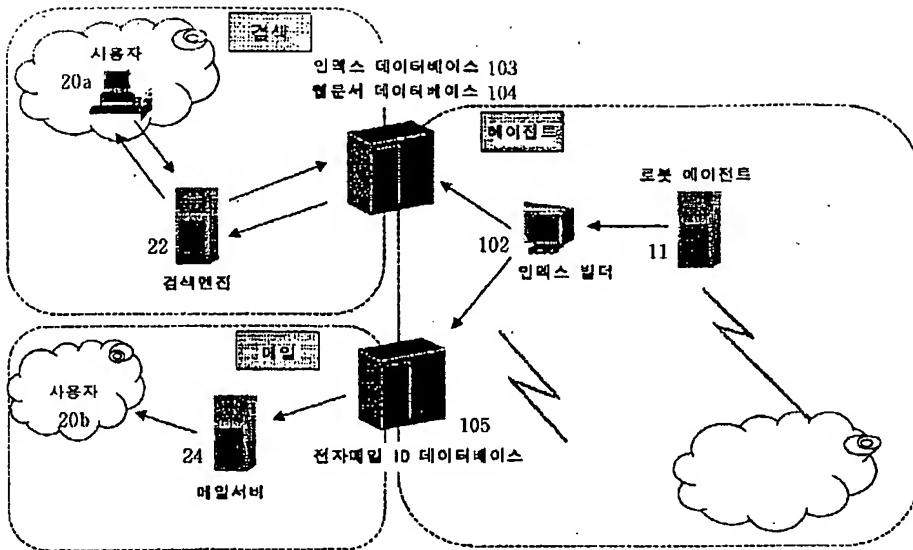 검색
사용자
20a
인덱스 데이터베이스 103
웹문서 데이터베이스 104
에이전트
로봇 에이전트
22
검색엔진
102
인덱스 빌더
11
메일
사용자
20b
24
메일서버
105
전자메일 ID 데이터베이스